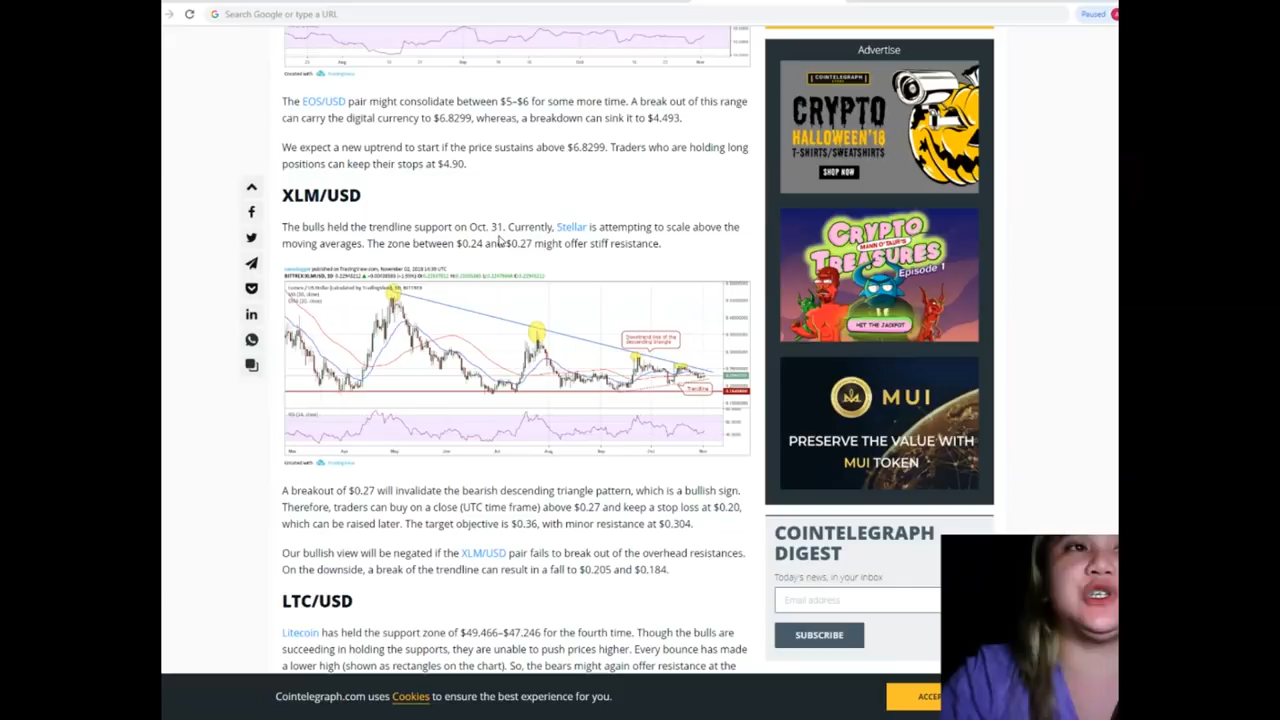 Search Google or type a URL
Paused
Advertise
COINTELEGRAPH
CRYPTO
HALLOWEEN'18
T-SHIRTS/SWEATSHIRTS
SHOP NOW
The EOS/USD pair might consolidate between $5–$6 for some more time. A break out of this range
can carry the digital currency to $6.8299, whereas, a breakdown can sink it to $4.493.
We expect a new uptrend to start if the price sustains above $6.8299. Traders who are holding long
positions can keep their stops at $4.90.
XLM/USD
The bulls held the trendline support on Oct. 31. Currently, Stellar is attempting to scale above the
moving averages. The zone between $0.24 and $0.27 might offer stiff resistance.
CRYPTO
MANN O'TAUR'S
TREASURES
Episode 1
HIT THE JACKPOT
Downtrend line of the
descending triangle
Trendline
MUI
PRESERVE THE VALUE WITH
MUI TOKEN
A breakout of $0.27 will invalidate the bearish descending triangle pattern, which is a bullish sign.
Therefore, traders can buy on a close (UTC time frame) above $0.27 and keep a stop loss at $0.20,
which can be raised later. The target objective is $0.36, with minor resistance at $0.304.
Our bullish view will be negated if the XLM/USD pair fails to break out of the overhead resistances.
On the downside, a break of the trendline can result in a fall to $0.205 and $0.184.
LTC/USD
Litecoin has held the support zone of $49.466–$47.246 for the fourth time. Though the bulls are
succeeding in holding the supports, they are unable to push prices higher. Every bounce has made
a lower high (shown as rectangles on the chart). So, the bears might again offer resistance at the
COINTELEGRAPH
DIGEST
Today's news, in your inbox
Email address
SUBSCRIBE
Cointelegraph.com uses Cookies to ensure the best experience for you.
ACCEP